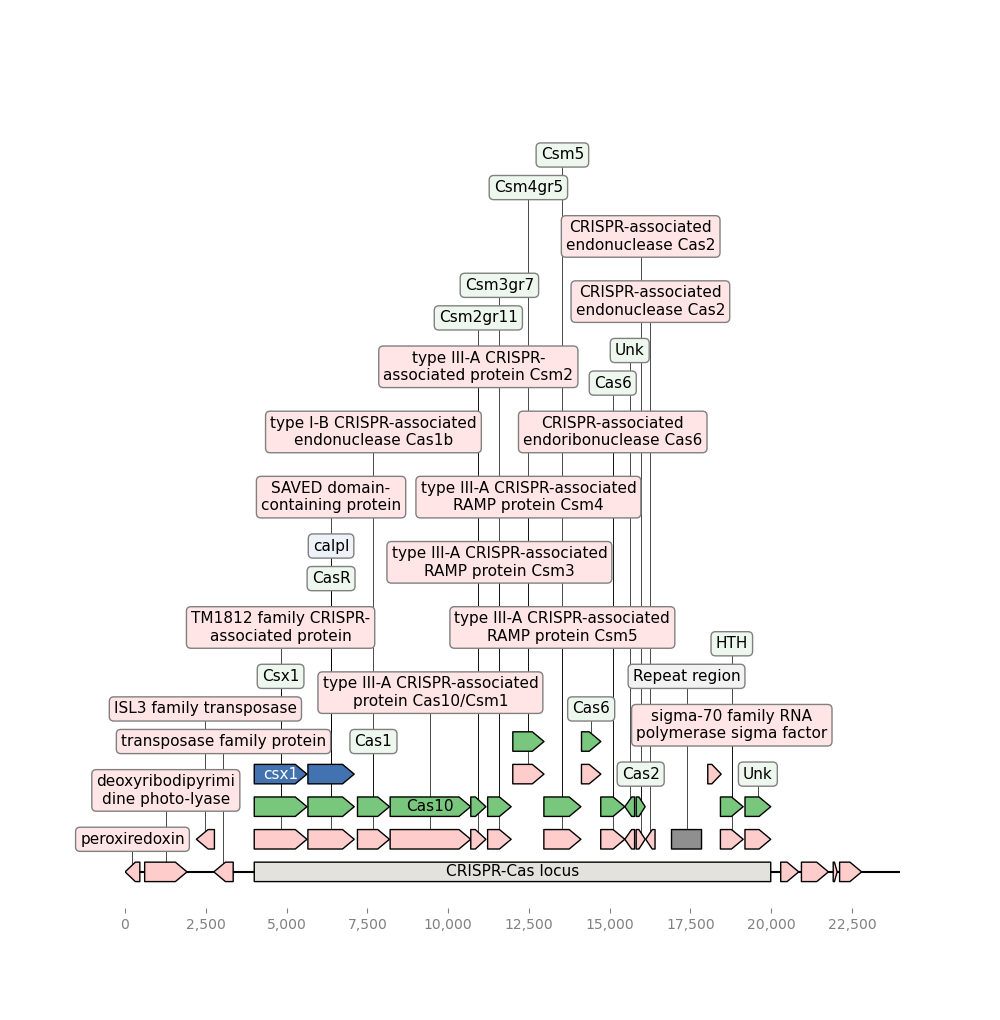 Csm5
Csm4gr5
CRISPR-associated
endonuclease Cas2
Csm3gr7
CRISPR-associated
endonuclease Cas2
Csm2gr11
Unk
type III-A CRISPR-
associated protein Csm2
Cas6
type I-B CRISPR-associated
endonuclease Cas1b
CRISPR-associated
endoribonuclease Cas6
SAVED domain-
containing protein
type III-A CRISPR-associated
RAMP protein Csm4
calpl
type III-A CRISPR-associated
RAMP protein Csm3
CasR
TM1812 family CRISPR-
associated protein
type III-A CRISPR-associated
RAMP protein Csm5
HTH
Csx1
Repeat region
type III-A CRISPR-associated
protein Cas10/Csm1
ISL3 family transposase
Cas6
sigma-70 family RNA
polymerase sigma factor
transposase family protein
Cas1
csx1
Cas2
Unk
deoxyribodipyrimi
dine photo-lyase
Cas10
peroxiredoxin
CRISPR-Cas locus
0 2,500 5,000 7,500 10,000 12,500 15,000 17,500 20,000 22,500